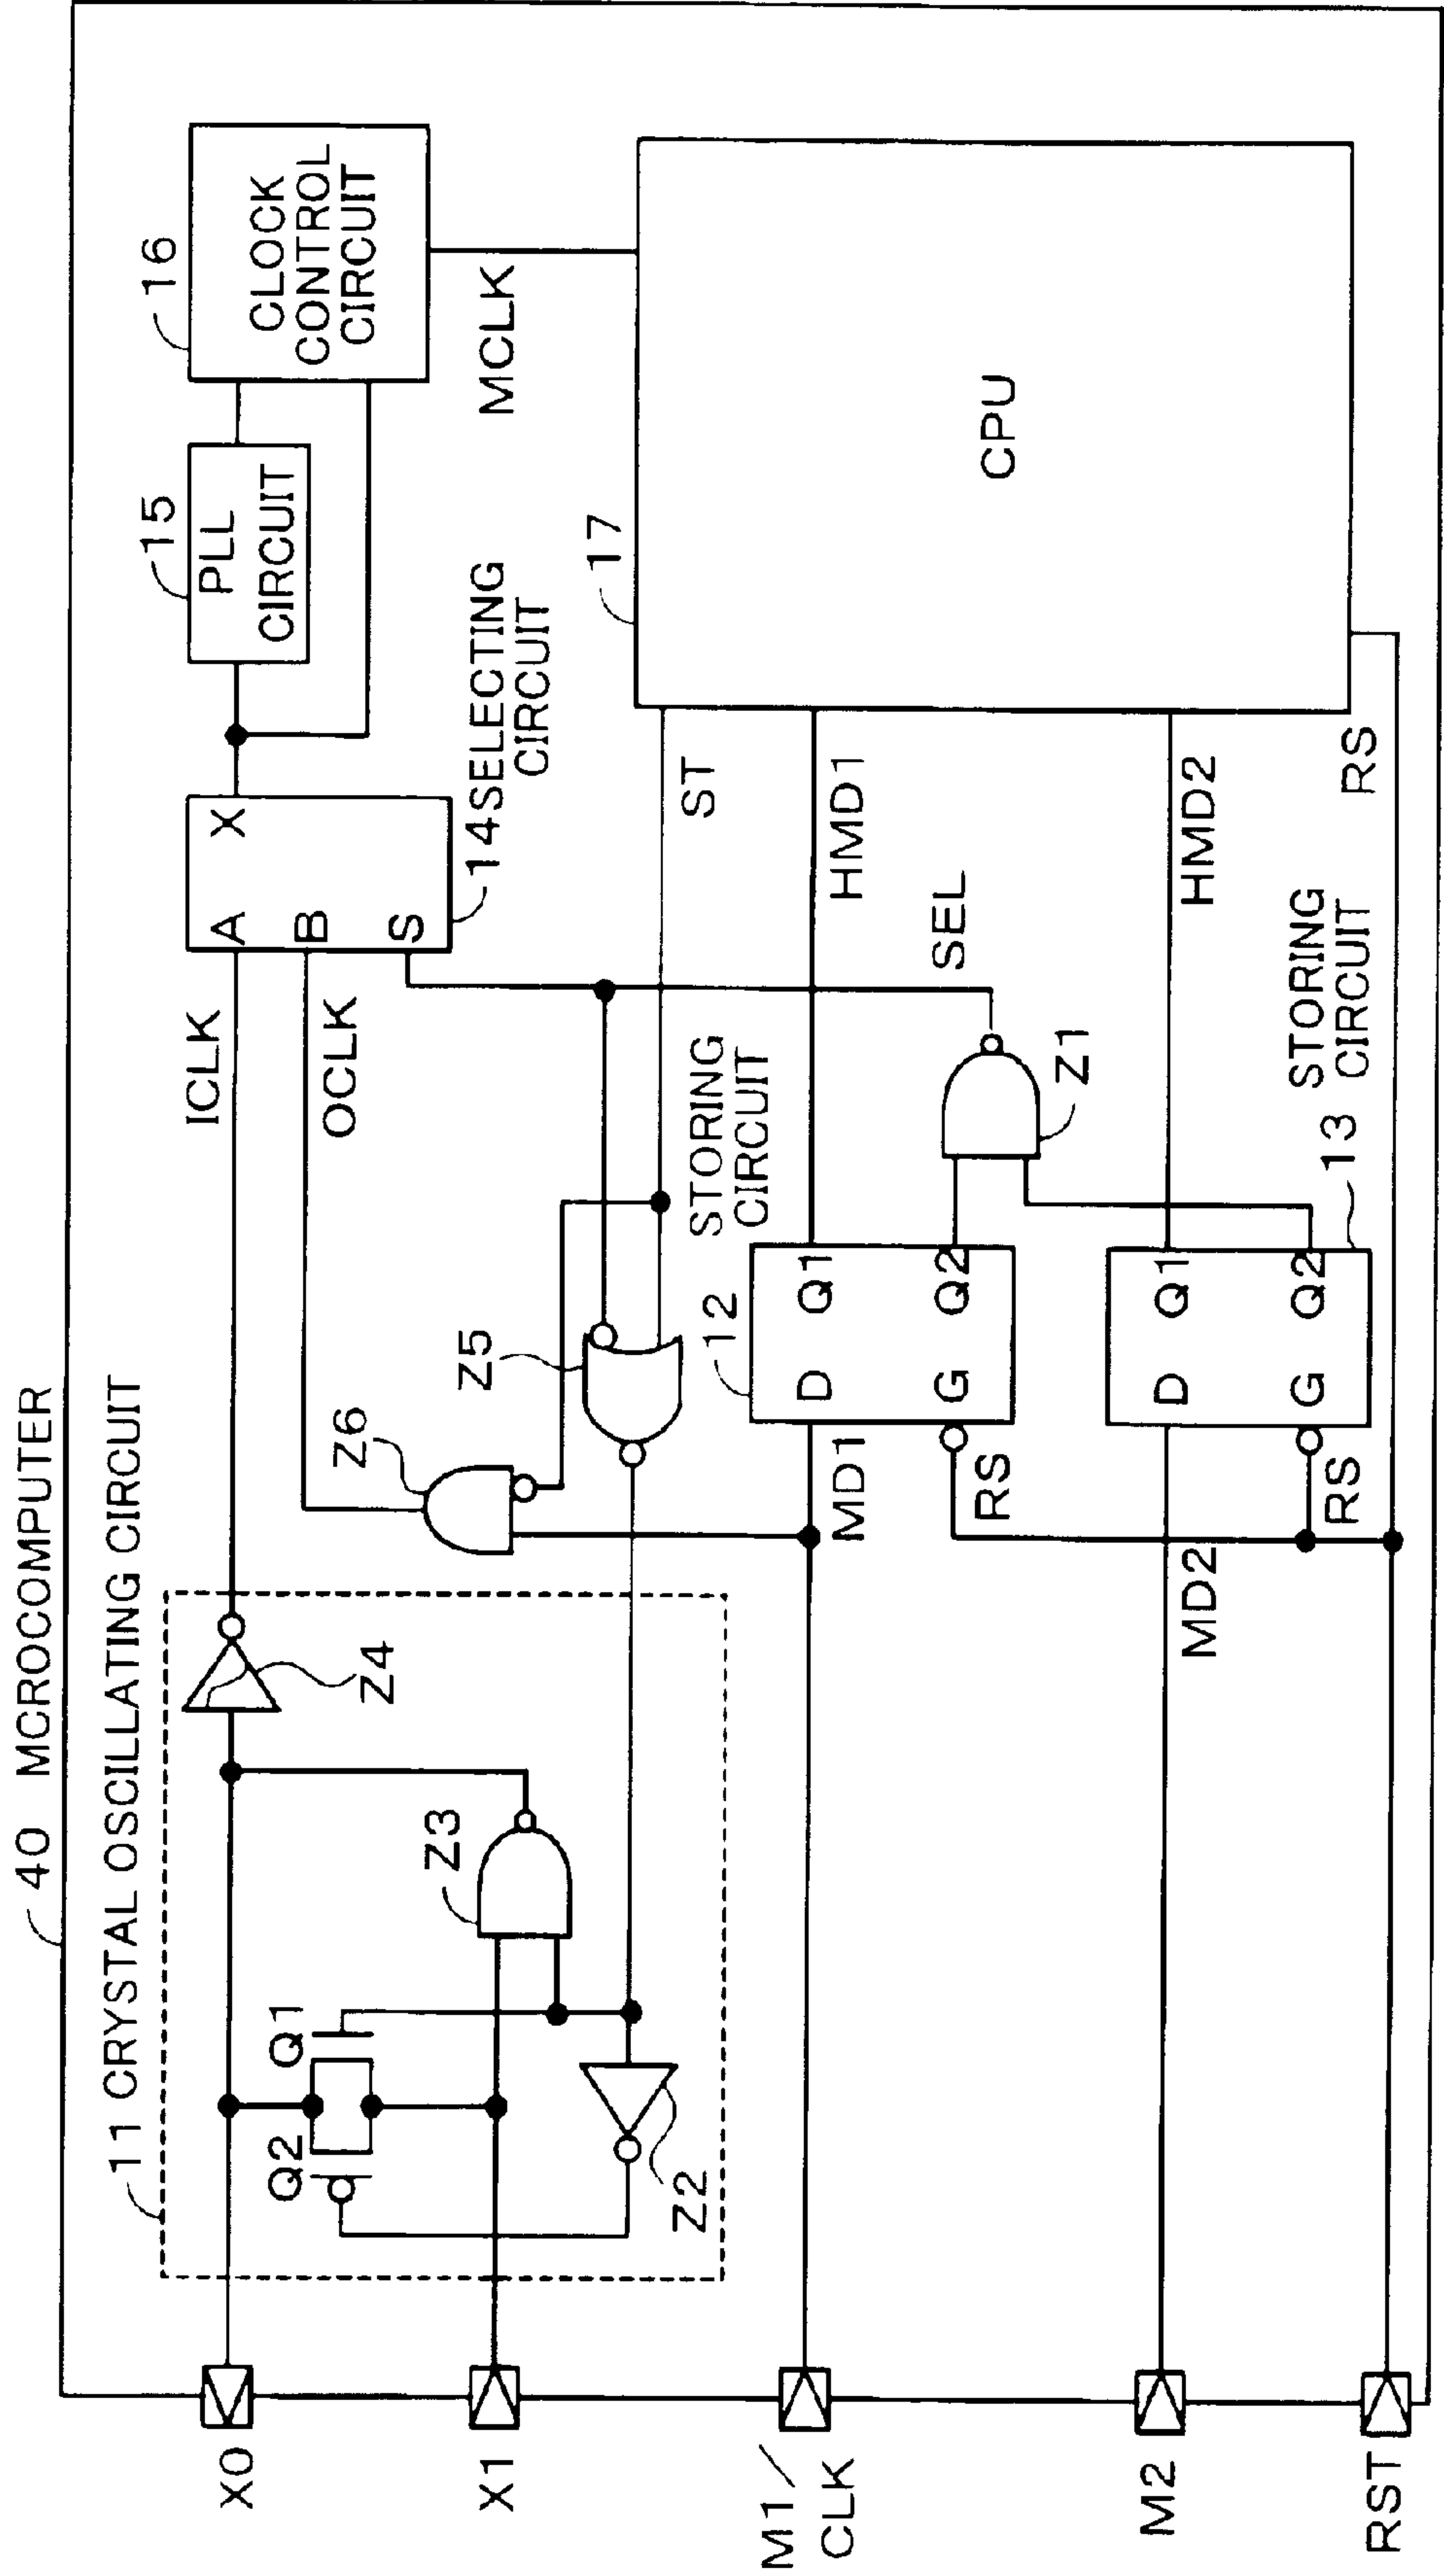 40 MCROCOMPUTER
11 CRYSTAL OSCILLATING CIRCUIT
X0
Q2
Q1
Z3
Z4
ICLK
A
X
15
PLL
CIRCUIT
16
CLOCK
CONTROL
CIRCUIT
OCLK
B
S
14 SELECTING
CIRCUIT
MCLK
X1
Z2
Z6
Z5
ST
17
CPU
M1/
CLK
MD1
12
STORING
CIRCUIT
D
Q1
G
Q2
RS
HMD1
SEL
Z1
M2
MD2
D
Q1
G
Q2
RS
13
STORING
CIRCUIT
HMD2
RST
RS